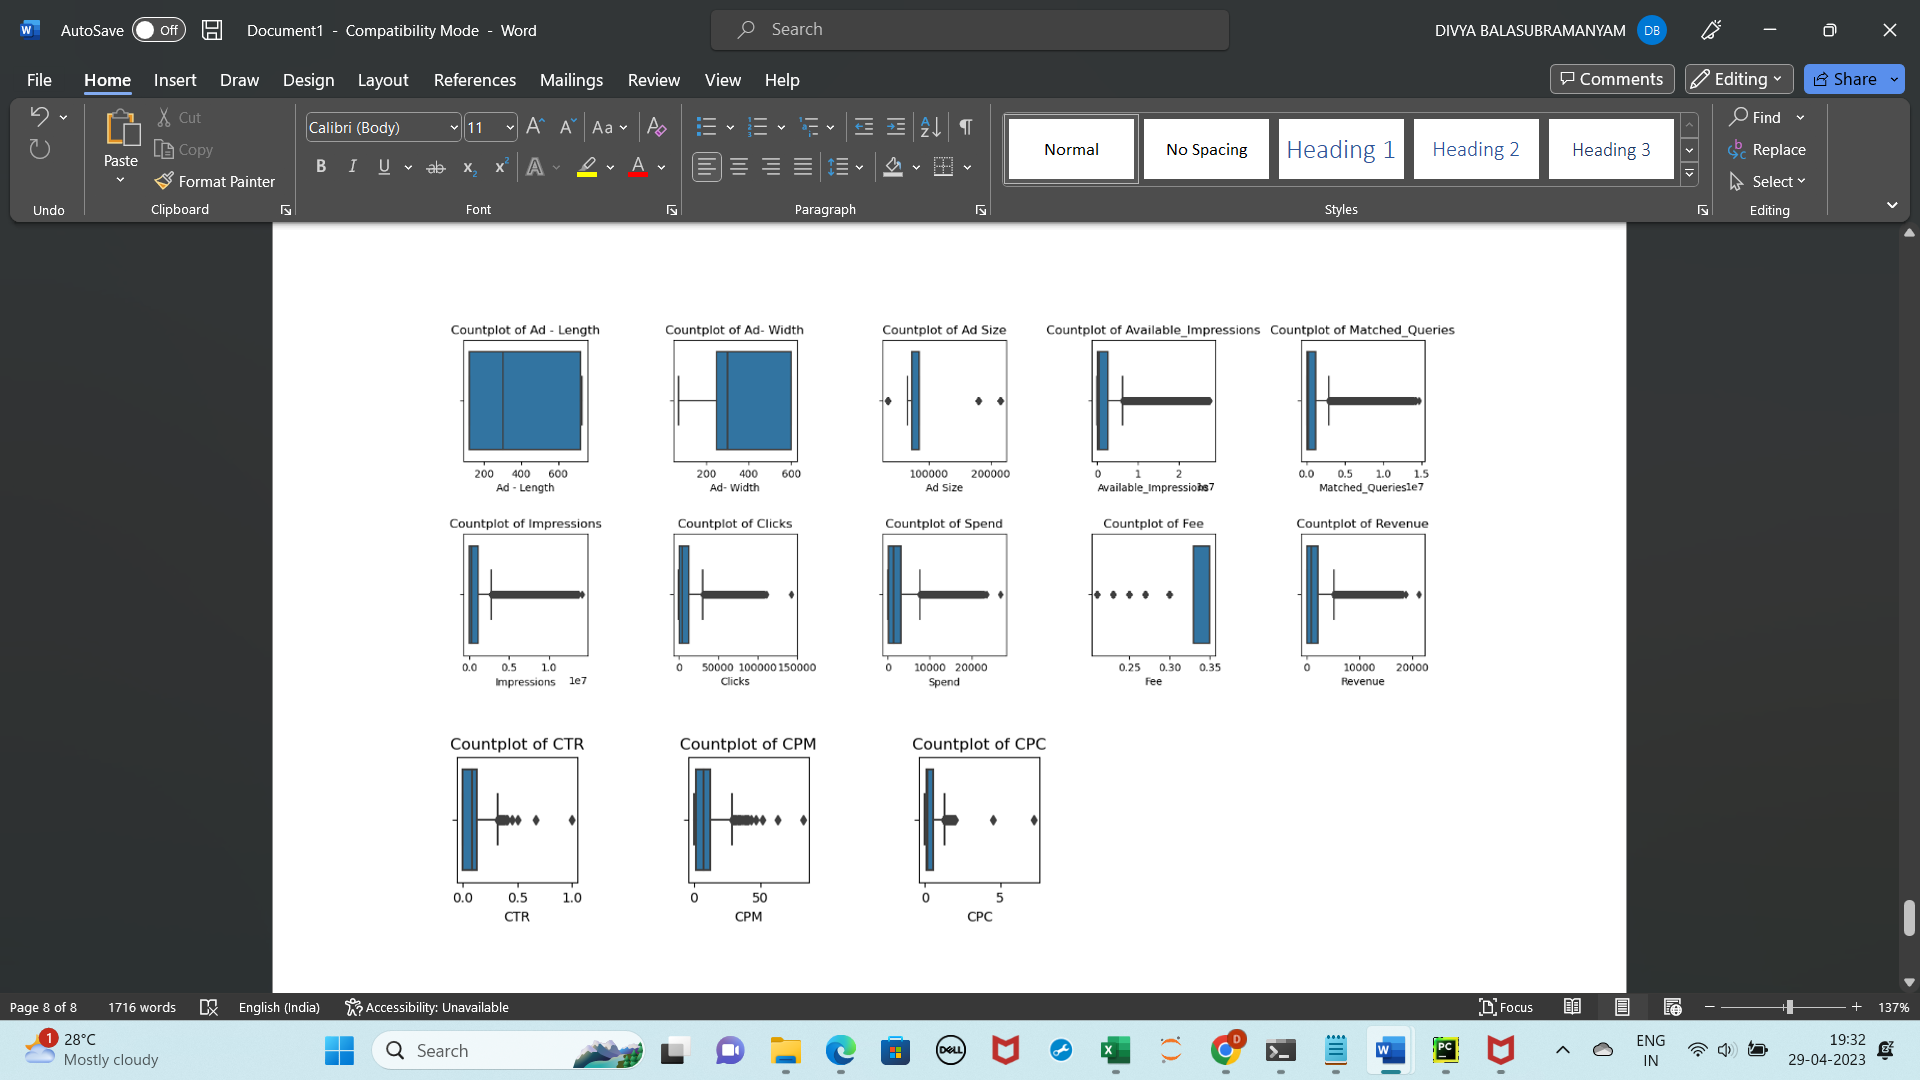 AutoSave Off Document1 - Compatibility Mode - Word Search DIVYA BALASUBRAMANYAM DB
File Home Insert Draw Design Layout References Mailings Review View Help Comments Editing Share
Paste Cut Copy Format Painter
Calibri (Body) 11
Normal No Spacing Heading 1 Heading 2 Heading 3
Find Replace Select
Undo Clipboard Font Paragraph Styles Editing
Countplot of Ad - Length Countplot of Ad- Width Countplot of Ad Size Countplot of Available_Impressions Countplot of Matched_Queries
200 400 600 200 400 600 100000 200000 0 1 2 0.0 0.5 1.0 1.5
Ad - Length Ad- Width Ad Size Available_Impressions 1e7 Matched_Queries 1e7
Countplot of Impressions Countplot of Clicks Countplot of Spend Countplot of Fee Countplot of Revenue
0.0 0.5 1.0 0 50000 100000 150000 0 10000 20000 0.25 0.30 0.35 0 10000 20000
Impressions 1e7 Clicks Spend Fee Revenue
Countplot of CTR Countplot of CPM Countplot of CPC
0.0 0.5 1.0 0 50 0 5
CTR CPM CPC
Page 8 of 8 1716 words English (India) Accessibility: Unavailable Focus 137%
1 28°C Search DELL D PC W ENG 19:32
Mostly cloudy IN 29-04-2023